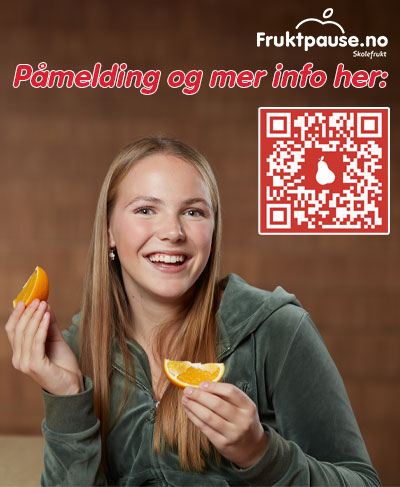 Fruktpause.no
Skolefrukt
Påmelding og mer info her: